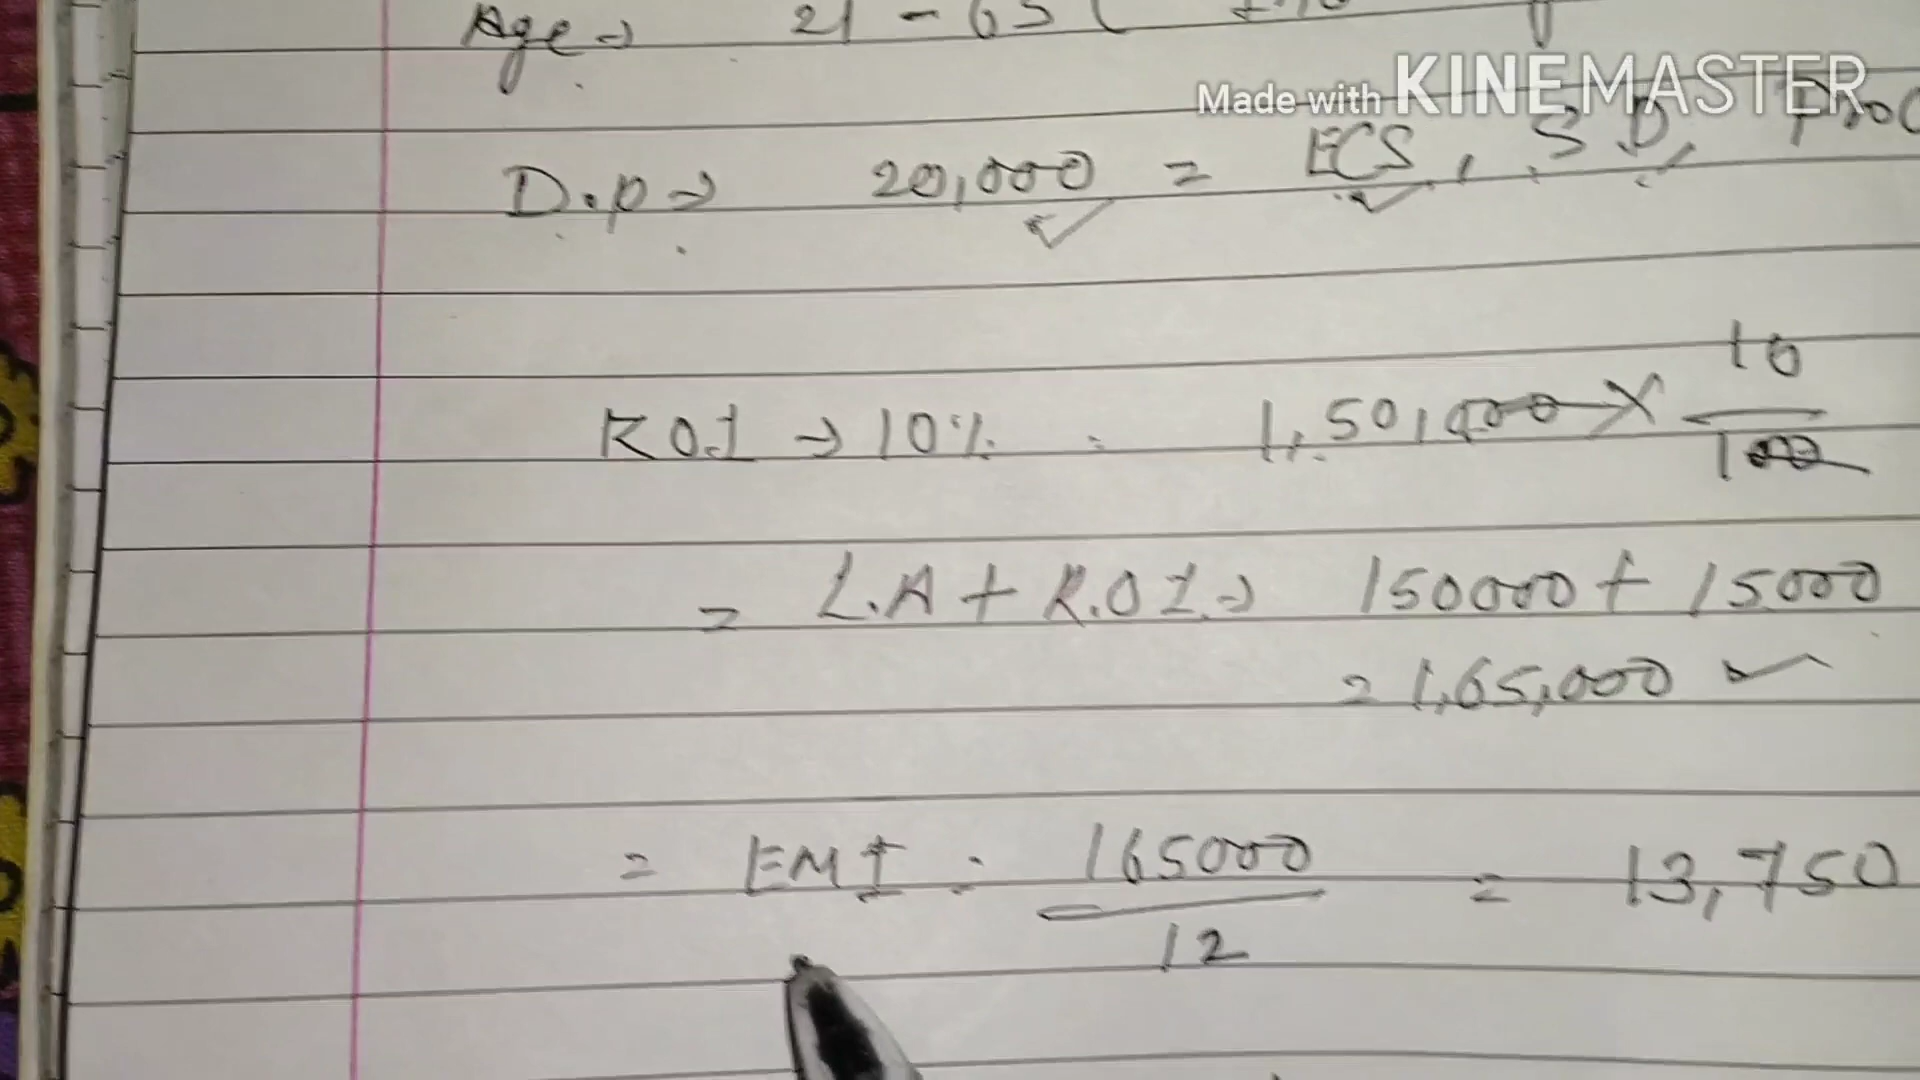 Age → 21 - 65 (
Made with KINEMASTER
D.p → 20,000 = ECS, SD, Proc
R.O.I → 10% = 1,50,000 × 10
100
= L.A + R.O.I → 150000 + 15000
= 1,65,000
= EMI = 165000 = 13,750
12